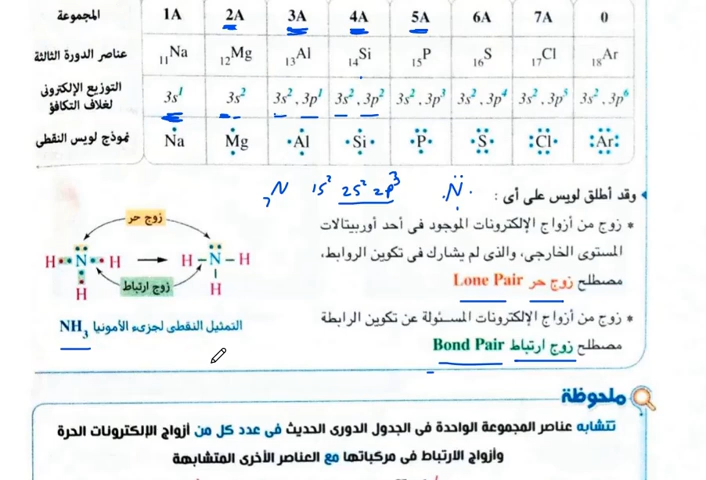 المجموعة 1A 2A 3A 4A 5A 6A 7A 0
عناصر الدورة الثالثة ₁₁Na ₁₂Mg ₁₃Al ₁₄Si ₁₅P ₁₆S ₁₇Cl ₁₈Ar
التوزيع الإلكترونى
لغلاف التكافؤ 3s¹ 3s² 3s², 3p¹ 3s², 3p² 3s², 3p³ 3s², 3p⁴ 3s², 3p⁵ 3s², 3p⁶
نموذج لويس النقطى Na Mg Al Si P S Cl Ar
₇N 1s² 2s² 2p³ N
وقد أطلق لويس على أى :
* زوج من أزواج الإلكترونات الموجود فى أحد أوربيتالات
المستوى الخارجى، والذى لم يشارك فى تكوين الروابط،
مصطلح زوج حر Lone Pair
* زوج من أزواج الإلكترونات المسئولة عن تكوين الرابطة
مصطلح زوج ارتباط Bond Pair
زوج حر
H N H → H – N – H
H H
زوج ارتباط
التمثيل النقطى لجزىء الأمونيا NH₃
ملحوظة
تتشابه عناصر المجموعة الواحدة فى الجدول الدورى الحديث فى عدد كل من أزواج الإلكترونات الحرة
وأزواج الارتباط فى مركباتها مع العناصر الأخرى المتشابهة